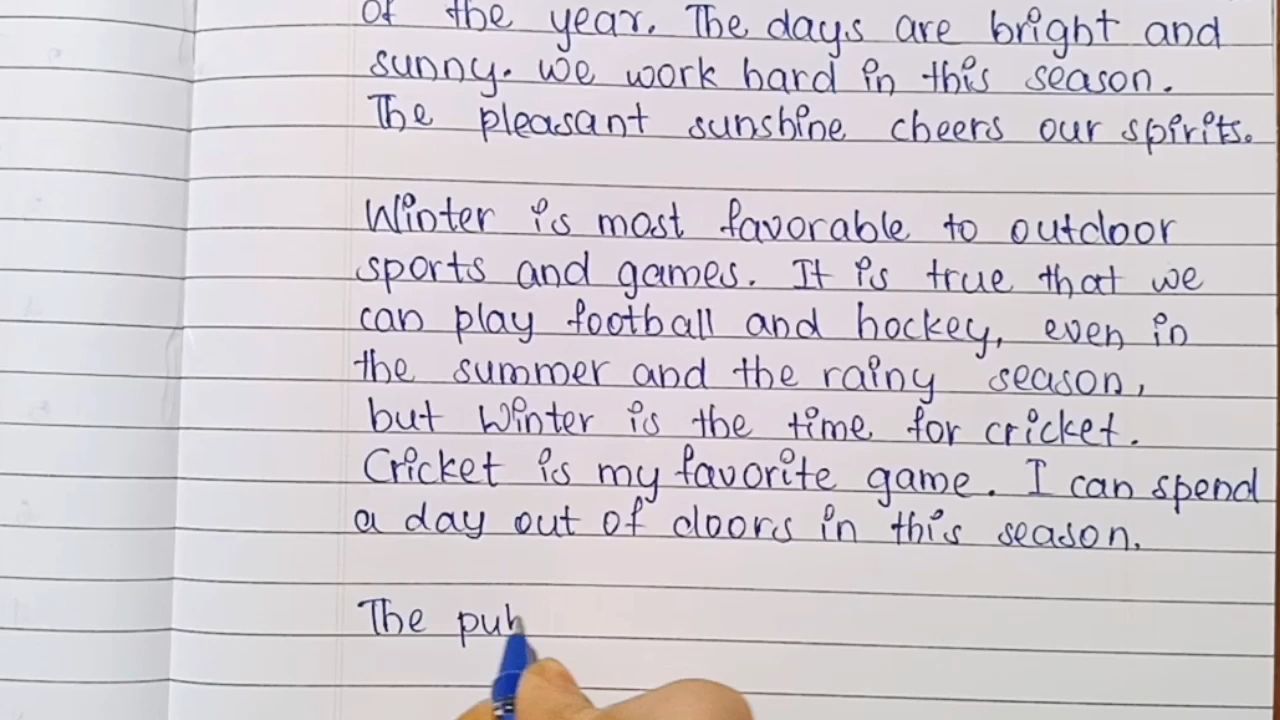 of the year. The days are bright and
sunny. We work hard in this season.
The pleasant sunshine cheers our spirits.
Winter is most favorable to outdoor
sports and games. It is true that we
can play football and hockey, even in
the summer and the rainy season,
but Winter is the time for cricket.
Cricket is my favorite game. I can spend
a day out of doors in this season.
The